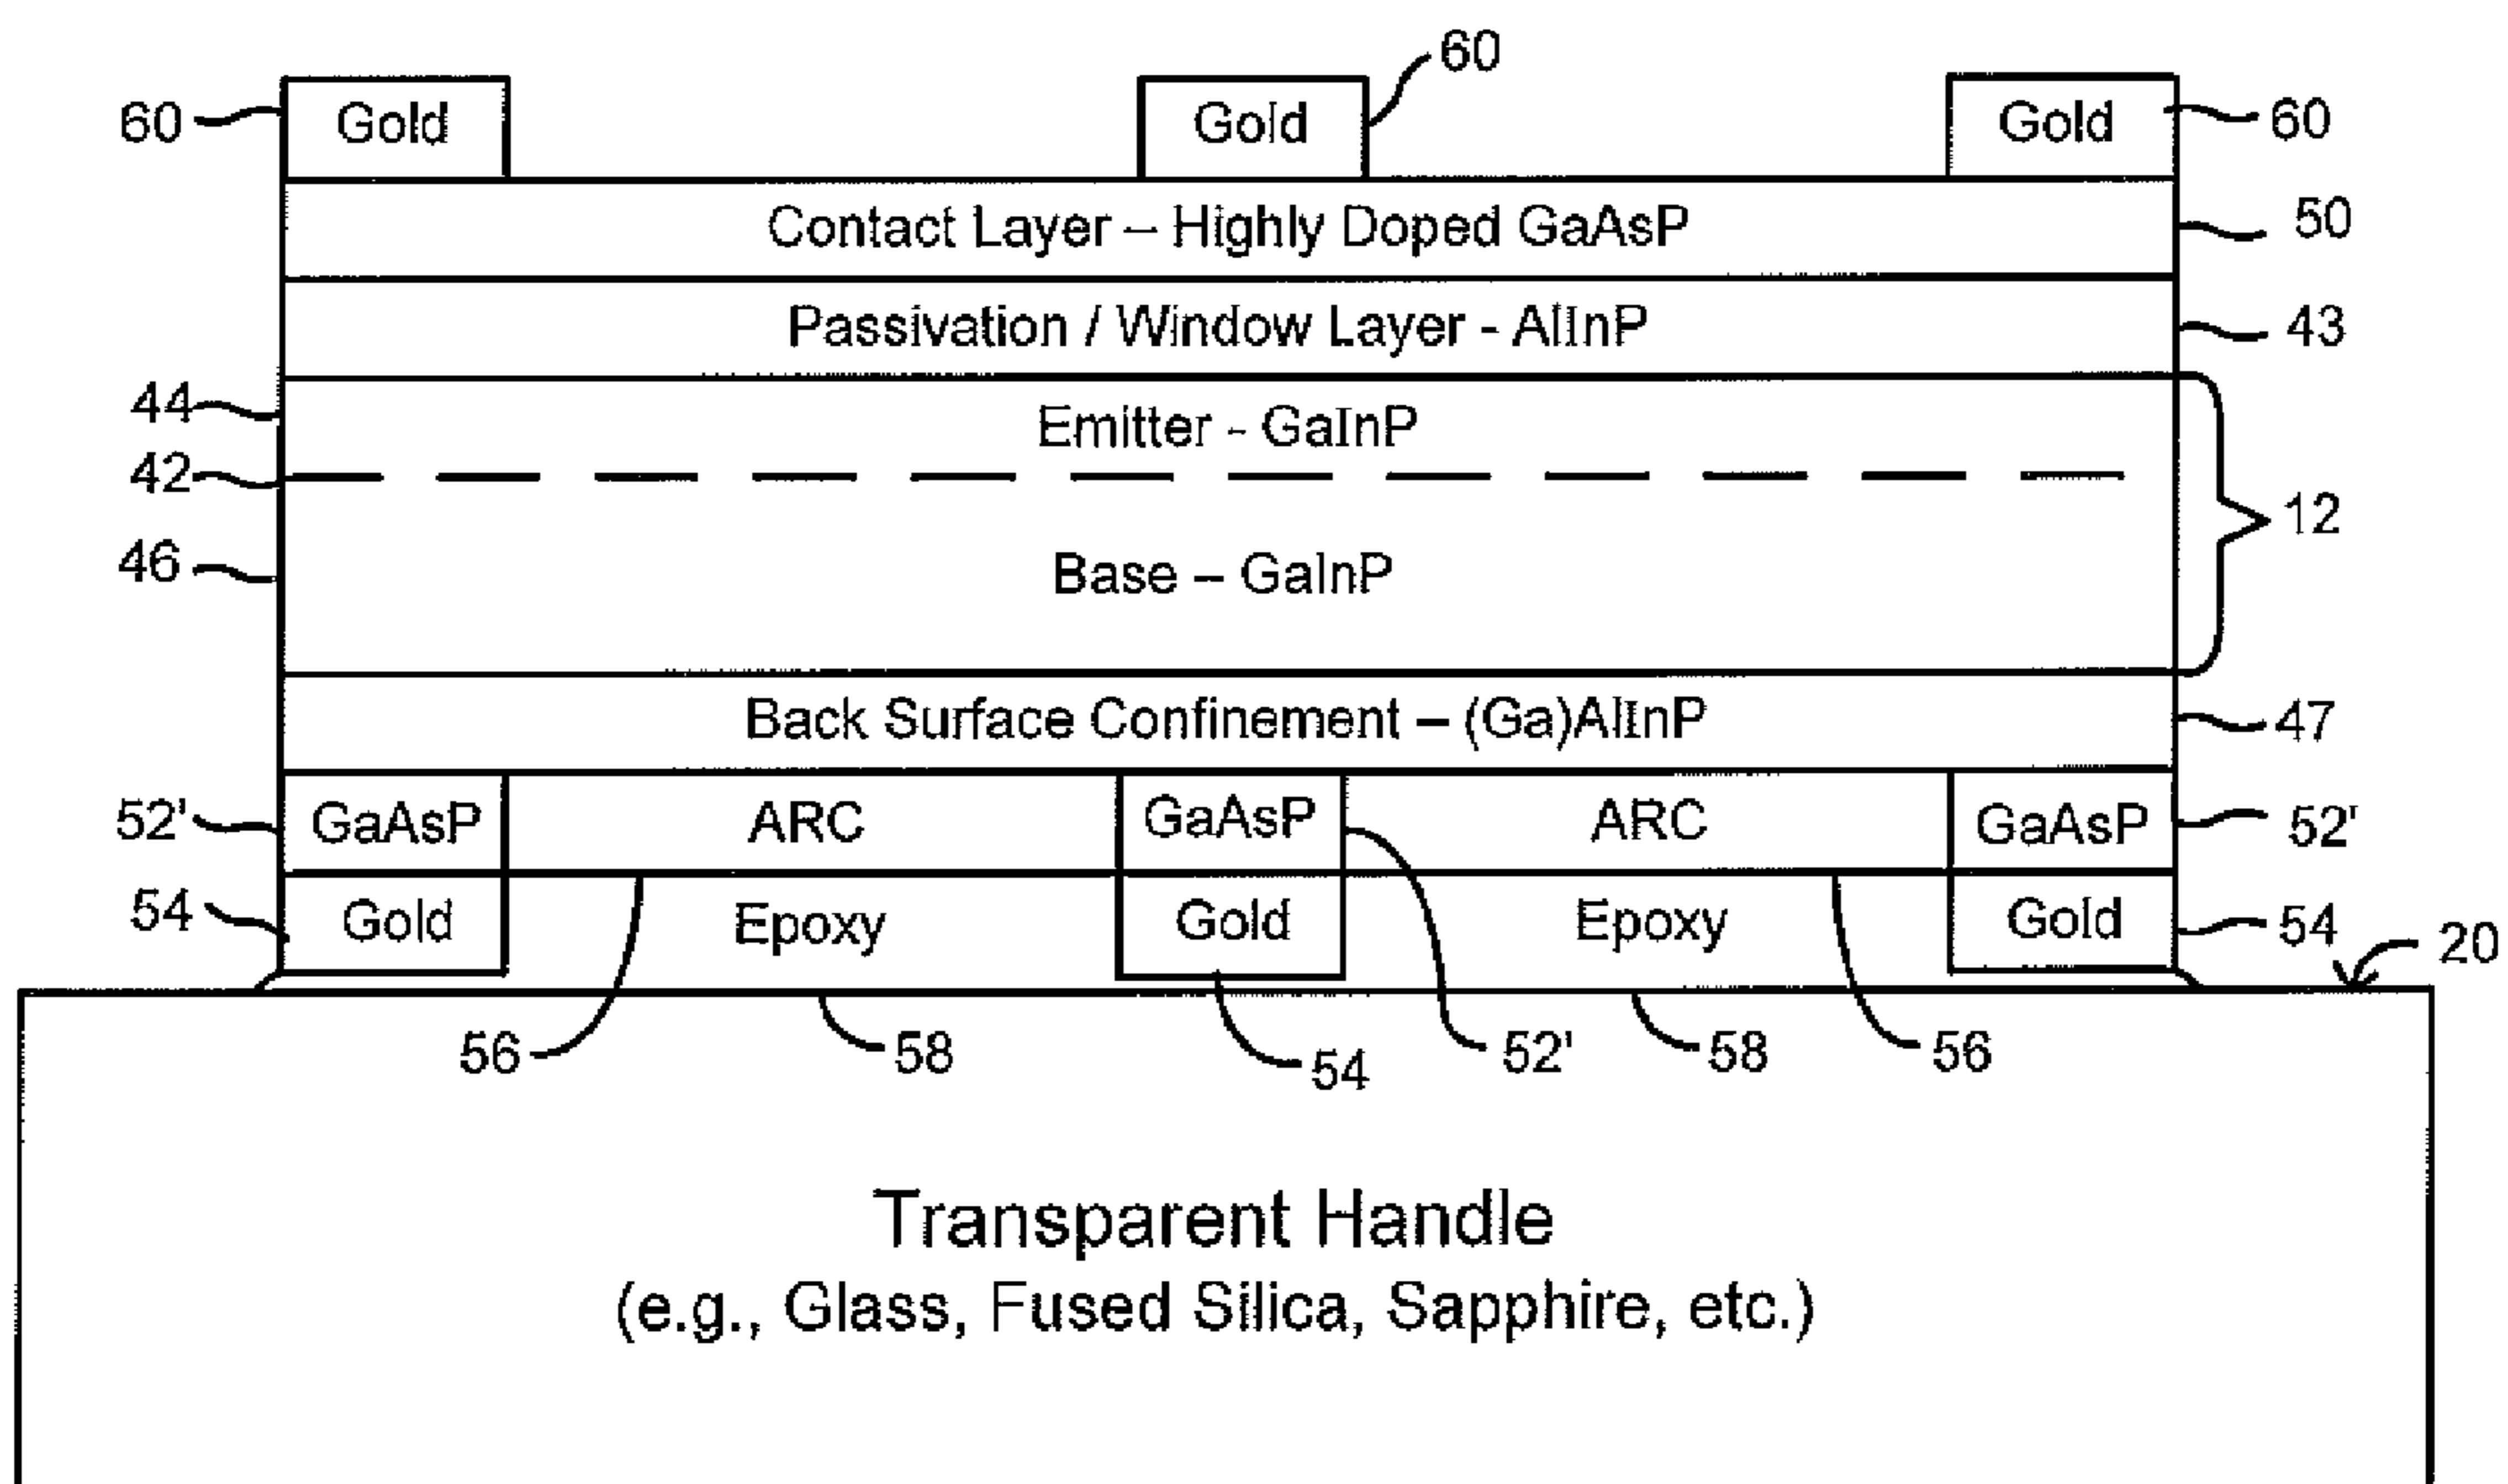 60
60 Gold Gold Gold 60
Contact Layer – Highly Doped GaAsP 50
Passivation / Window Layer - AlInP 43
44 Emitter - GaInP
42
12
46 Base – GaInP
Back Surface Confinement – (Ga)AlInP 47
52' GaAsP ARC GaAsP ARC GaAsP 52'
54 Gold Epoxy Gold Epoxy Gold 54
20
56 58 54 52' 58 56
Transparent Handle
(e.g., Glass, Fused Silica, Sapphire, etc.)